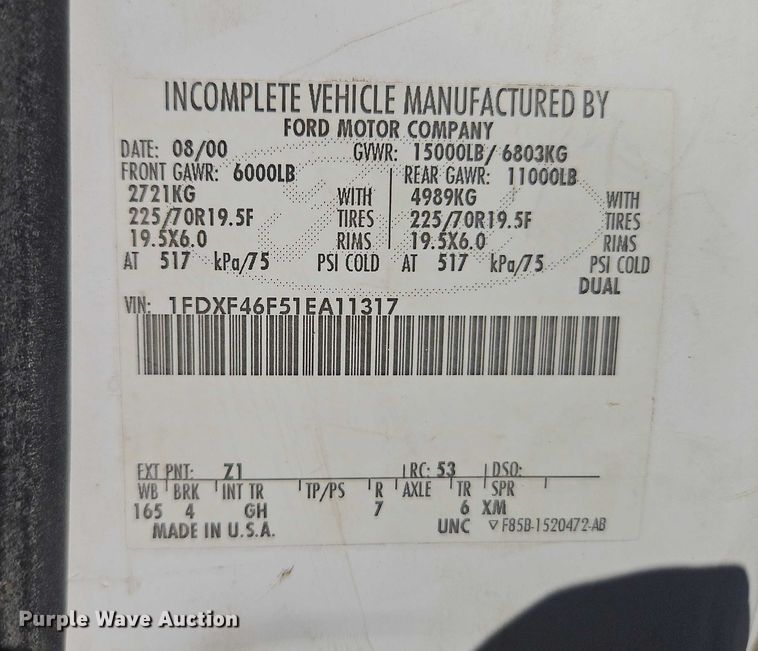 INCOMPLETE VEHICLE MANUFACTURED BY
FORD MOTOR COMPANY
DATE: 08/00 GVWR: 15000LB/ 6803KG
FRONT GAWR: 6000LB REAR GAWR: 11000LB
2721KG WITH 4989KG WITH
225/70R19.5F TIRES 225/70R19.5F TIRES
19.5X6.0 RIMS 19.5X6.0 RIMS
AT 517 kPa/75 PSI COLD AT 517 kPa/75 PSI COLD
DUAL
VIN: 1FDXF46F51EA11317
EXT PNT: Z1 RC: 53 DSO:
WB BRK INT TR TP/PS R AXLE TR SPR
165 4 GH 7 6 XM
MADE IN U.S.A. UNC F85B-1520472-AB
Purple Wave Auction